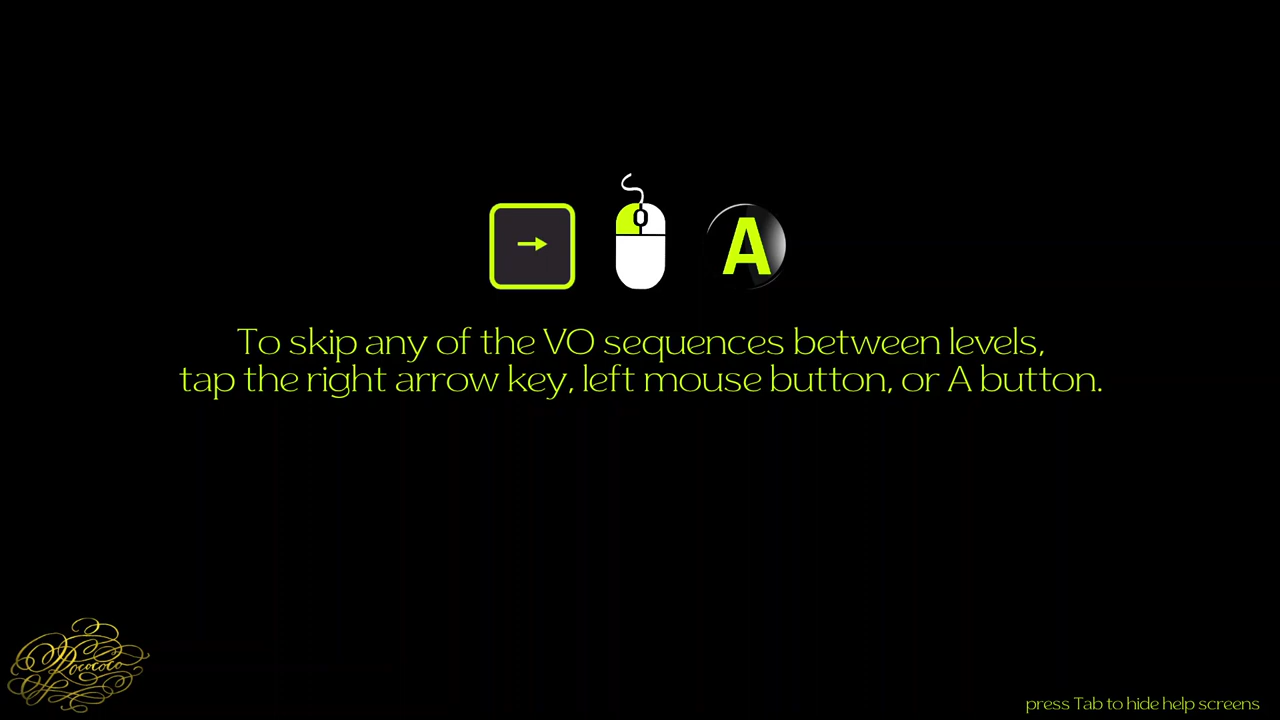 →
A
To skip any of the VO sequences between levels,
tap the right arrow key, left mouse button, or A button.
Rococoto
press Tab to hide help screens